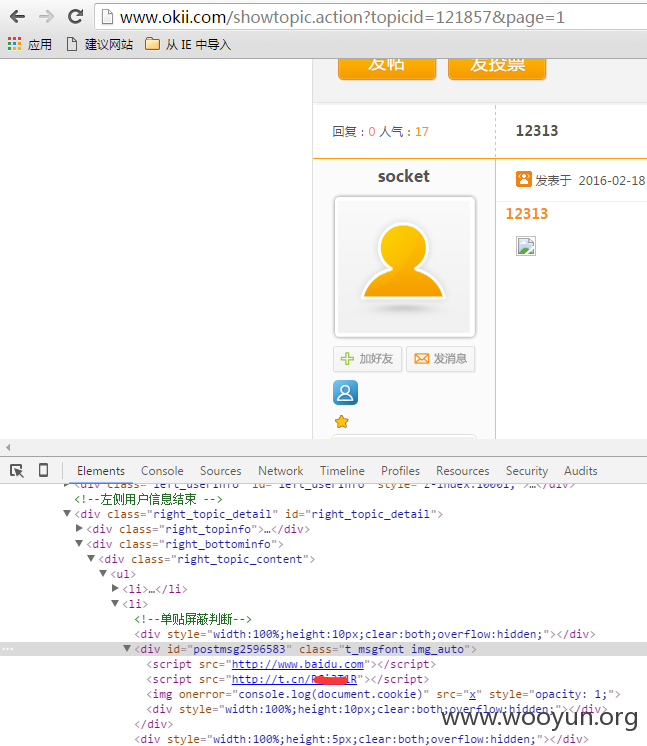 www.okii.com/showtopic.action?topicid=121857&page=1
应用 建议网站 从 IE 中导入
发帖 发投票
回复：0 人气：17 12313
socket 发表于 2016-02-18
12313
加好友 发消息
Elements Console Sources Network Timeline Profiles Resources Security Audits
<div class="left_userinfo" id="left_userinfo" style="z-index:10001;">…</div>
<!--左侧用户信息结束 -->
<div class="right_topic_detail" id="right_topic_detail">
<div class="right_topinfo">…</div>
<div class="right_bottominfo">
<div class="right_topic_content">
<ul>
<li>…</li>
<li>
<!--单贴屏蔽判断-->
<div style="width:100%;height:10px;clear:both;overflow:hidden;"></div>
<div id="postmsg2596583" class="t_msgfont img_auto">
<script src="http://www.baidu.com"></script>
<script src="http://t.cn/"></script>
<img onerror="console.log(document.cookie)" src="x" style="opacity: 1;">
<div style="width:100%;height:10px;clear:both;overflow:hidden;"></div>
</div>
<div style="width:100%;height:5px;clear:both;overflow:hidden;"></div>
www.wooyun.org